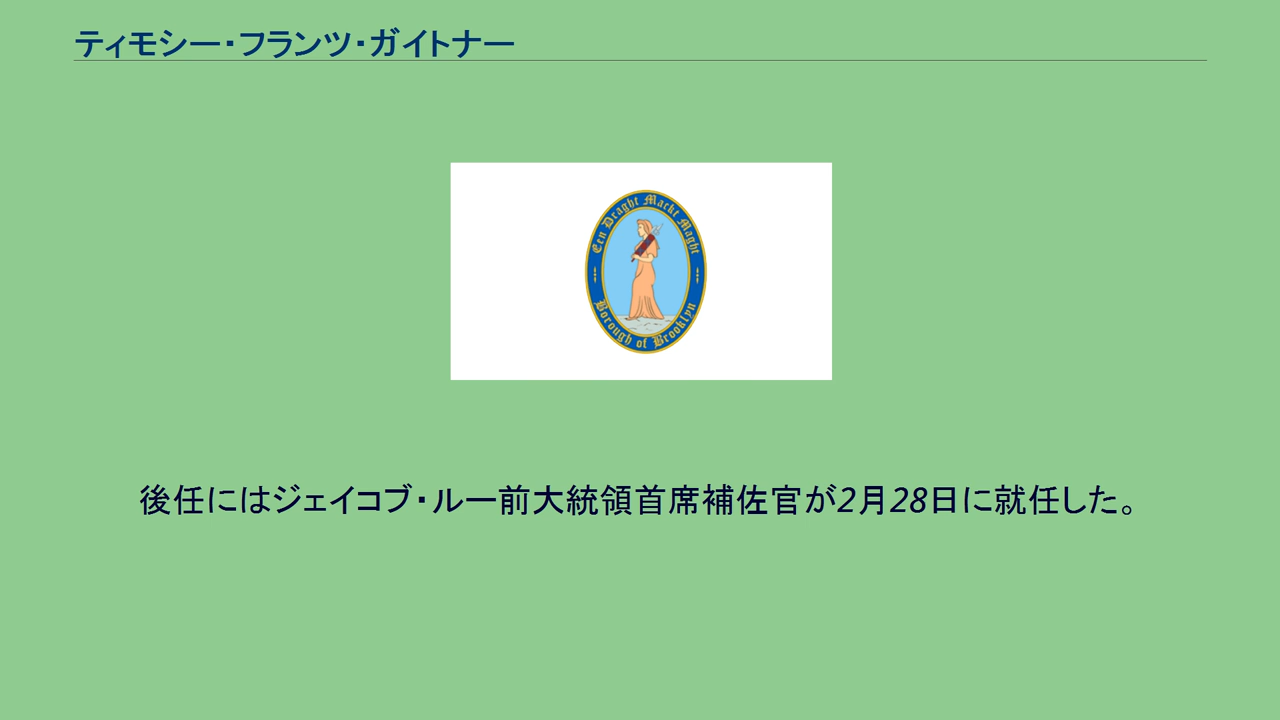 ティモシー・フランツ・ガイトナー
Een Draght Mackt Maght
Borough of Brooklyn
後任にはジェイコブ・ルー前大統領首席補佐官が2月28日に就任した。